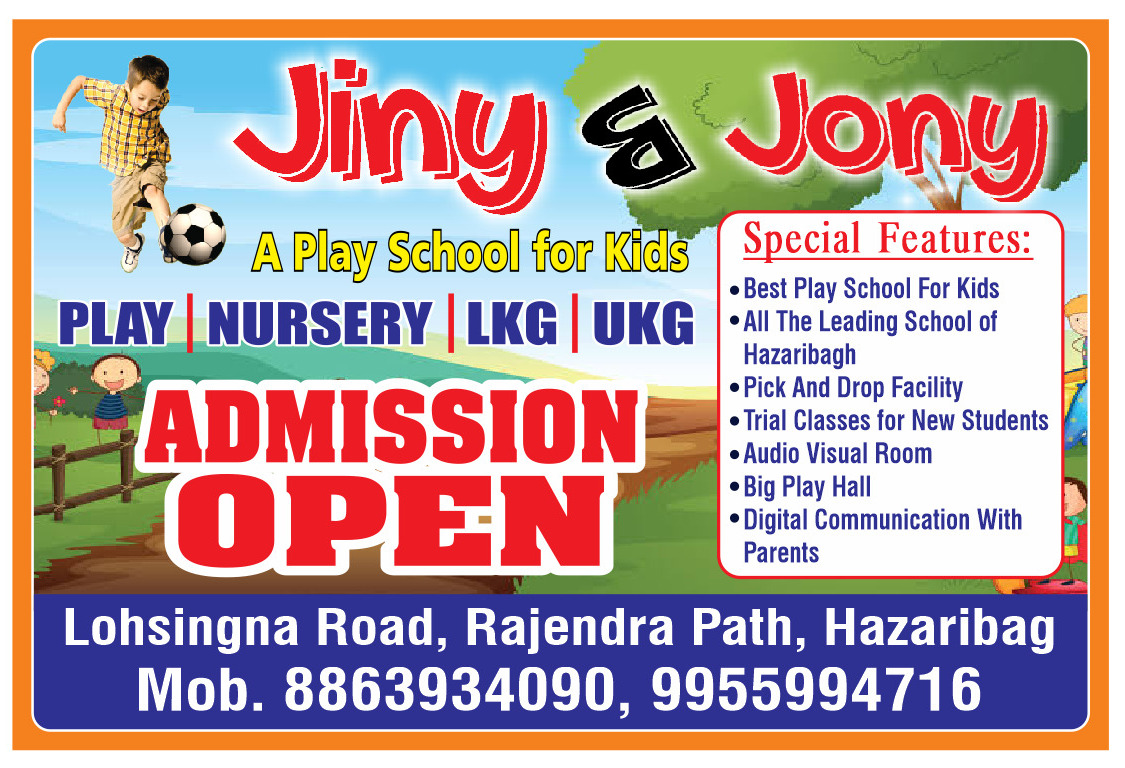 Jiny & Jony
A Play School for Kids
PLAY | NURSERY | LKG | UKG
ADMISSION
OPEN
Special Features:
• Best Play School For Kids
• All The Leading School of
Hazaribagh
• Pick And Drop Facility
• Trial Classes for New Students
• Audio Visual Room
• Big Play Hall
• Digital Communication With
Parents
Lohsingna Road, Rajendra Path, Hazaribag
Mob. 8863934090, 9955994716